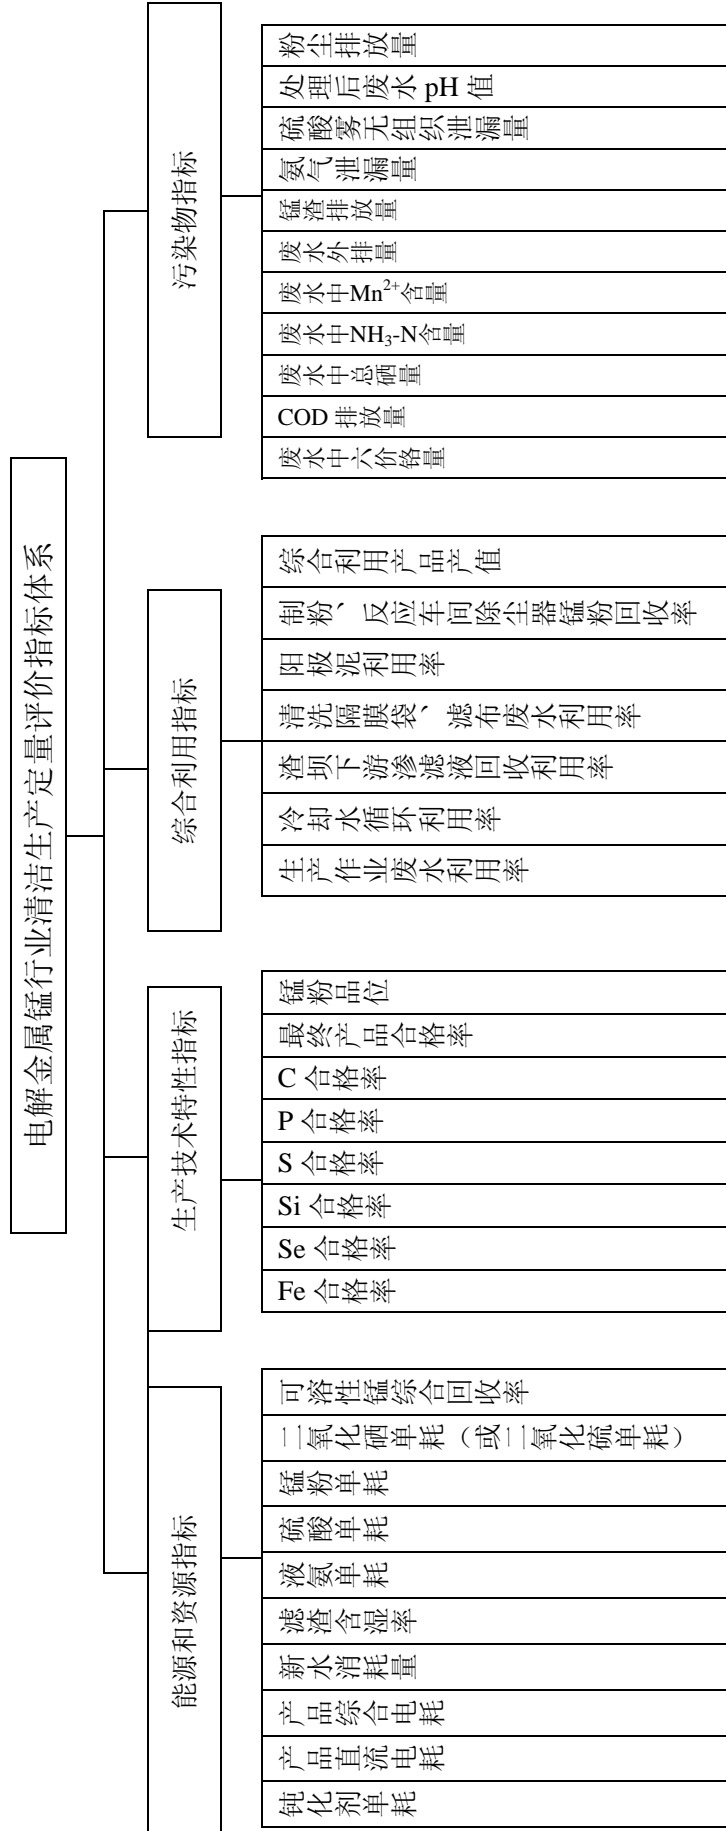 电解金属锰行业清洁生产定量评价指标体系
能源和资源指标
钝化剂单耗
产品直流电耗
产品综合电耗
新水消耗量
滤渣含湿率
液氨单耗
硫酸单耗
锰粉单耗
二氧化硒单耗（或二氧化硫单耗）
可溶性锰综合回收率
生产技术特性指标
Fe 合格率
Se 合格率
Si 合格率
S 合格率
P 合格率
C 合格率
最终产品合格率
锰粉品位
综合利用指标
生产作业废水利用率
冷却水循环利用率
渣坝下游渗滤液回收利用率
清洗隔膜袋、滤布废水利用率
阳极泥利用率
制粉、反应车间除尘器锰粉回收率
综合利用产品产值
污染物指标
废水中六价铬量
COD 排放量
废水中总硒量
废水中NH₃-N含量
废水中Mn²⁺含量
废水外排量
锰渣排放量
氨气泄漏量
硫酸雾无组织泄漏量
处理后废水 pH 值
粉尘排放量